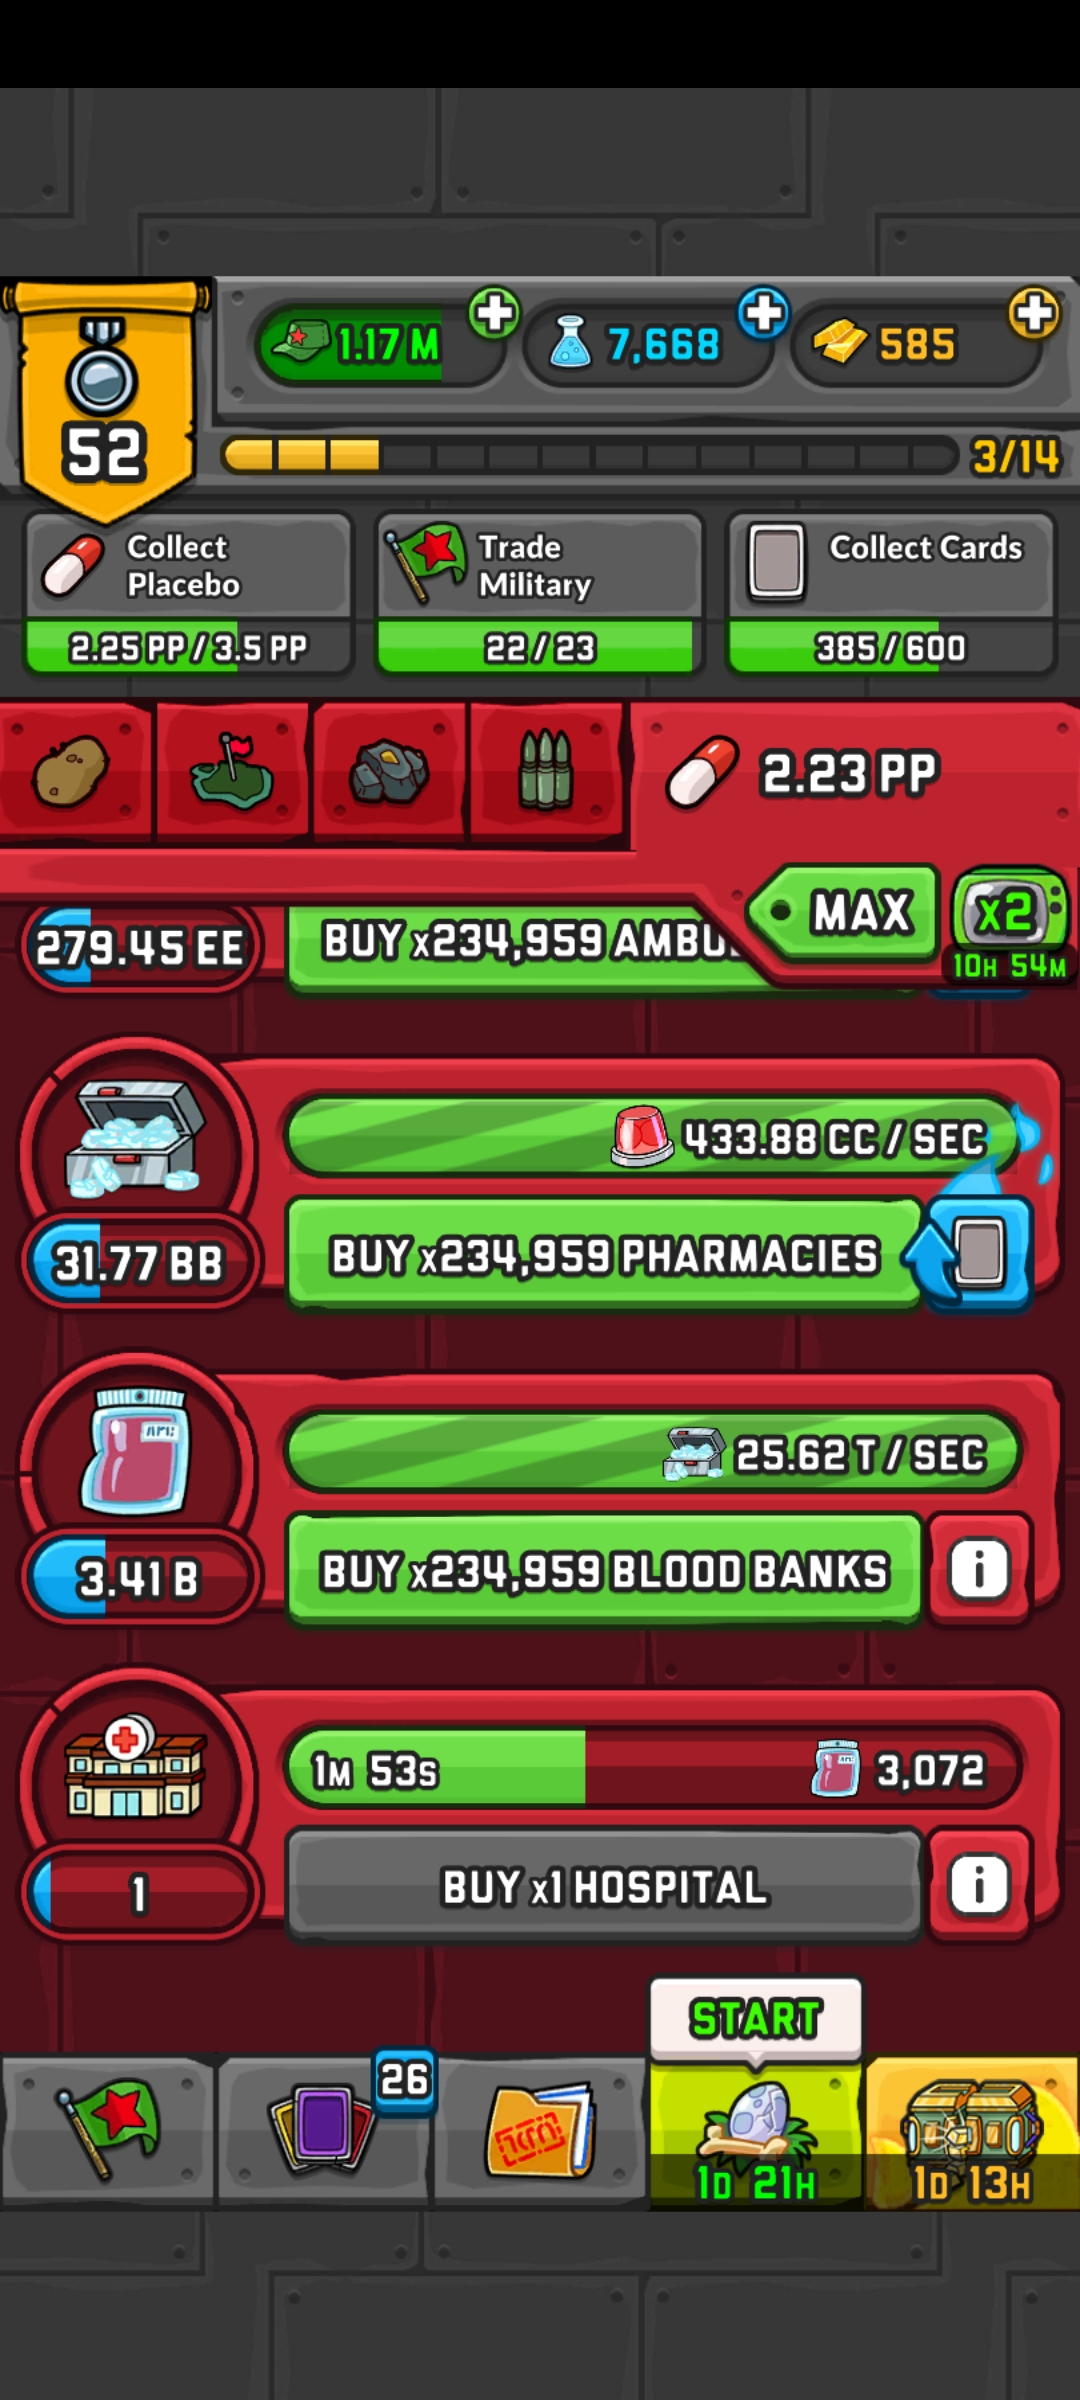 1.17 M
7,668
585
52
3/14
Collect
Placebo
Trade
Military
Collect Cards
2.25 PP / 3.5 PP
22 / 23
385 / 600
2.23 PP
MAX
x2
10H 54M
279.45 EE
BUY x234,959 AMBU
433.88 CC / SEC
31.77 BB
BUY x234,959 PHARMACIES
25.62 T / SEC
3.41 B
BUY x234,959 BLOOD BANKS
i
1M 53S
3,072
1
BUY x1 HOSPITAL
i
START
26
1D 21H
1D 13H